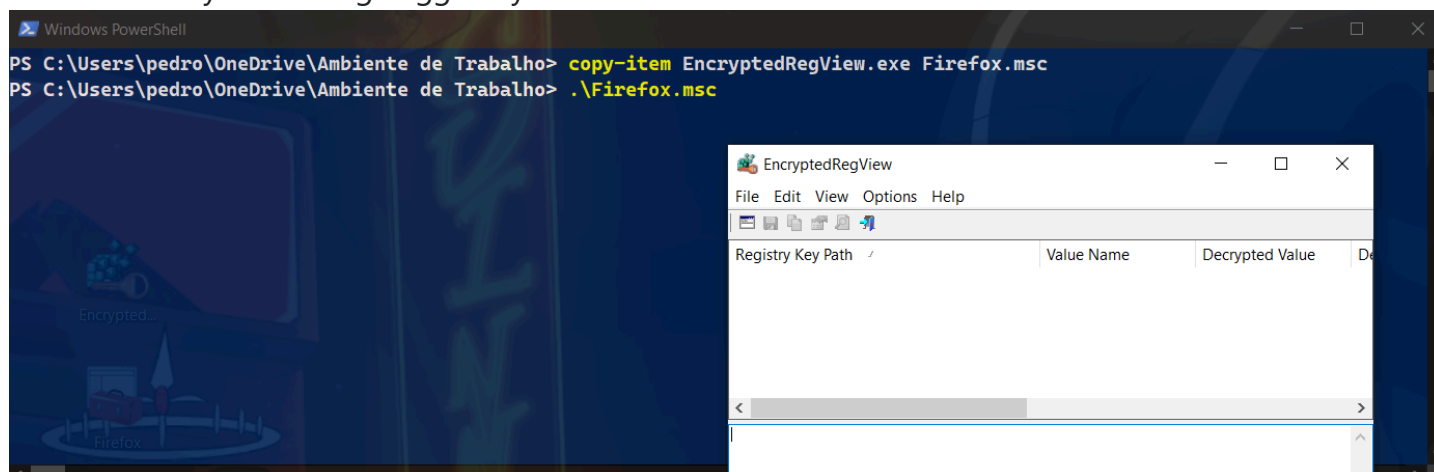 Windows PowerShell
PS C:\Users\pedro\OneDrive\Ambiente de Trabalho> copy-item EncryptedRegView.exe Firefox.msc
PS C:\Users\pedro\OneDrive\Ambiente de Trabalho> .\Firefox.msc
EncryptedRegView
File Edit View Options Help
Registry Key Path Value Name Decrypted Value De
Encrypted...
Firefox